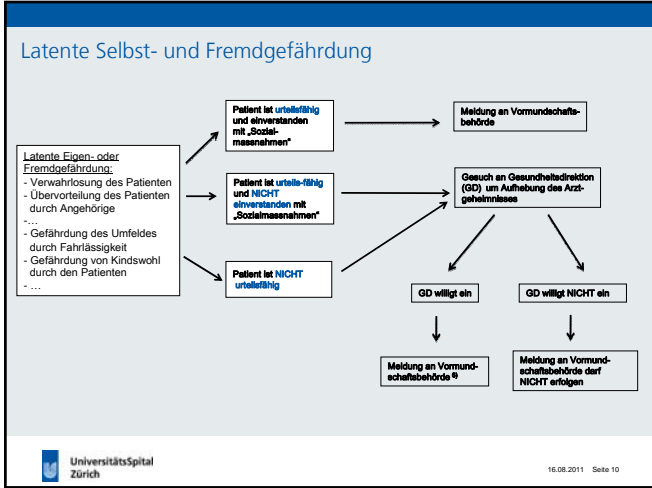 Latente Selbst- und Fremdgefährdung
Latente Eigen- oder
Fremdgefährdung:
- Verwahrlosung des Patienten
- Übervorteilung des Patienten
durch Angehörige
-…
- Gefährdung des Umfeldes
durch Fahrlässigkeit
- Gefährdung von Kindswohl
durch den Patienten
- …
Patient ist urteilsfähig
und einverstanden
mit „Sozial-
massnahmen“
Patient ist urteils-fähig
und NICHT
einverstanden mit
„Sozialmassnahmen“
Patient ist NICHT
urteilsfähig
Meldung an Vormundschafts-
behörde
Gesuch an Gesundheitsdirektion
(GD) um Aufhebung des Arzt-
geheimnisses
GD willigt ein
GD willigt NICHT ein
Meldung an Vormund-
schaftsbehörde 6)
Meldung an Vormund-
schaftsbehörde darf
NICHT erfolgen
UniversitätsSpital
Zürich
16.08.2011 Seite 10